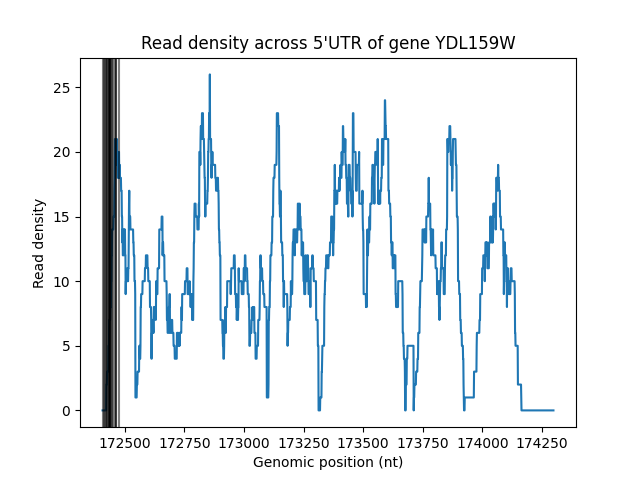 Read density across 5'UTR of gene YDL159W
25
20
15
10
5
0
Read density
172500 172750 173000 173250 173500 173750 174000 174250
Genomic position (nt)